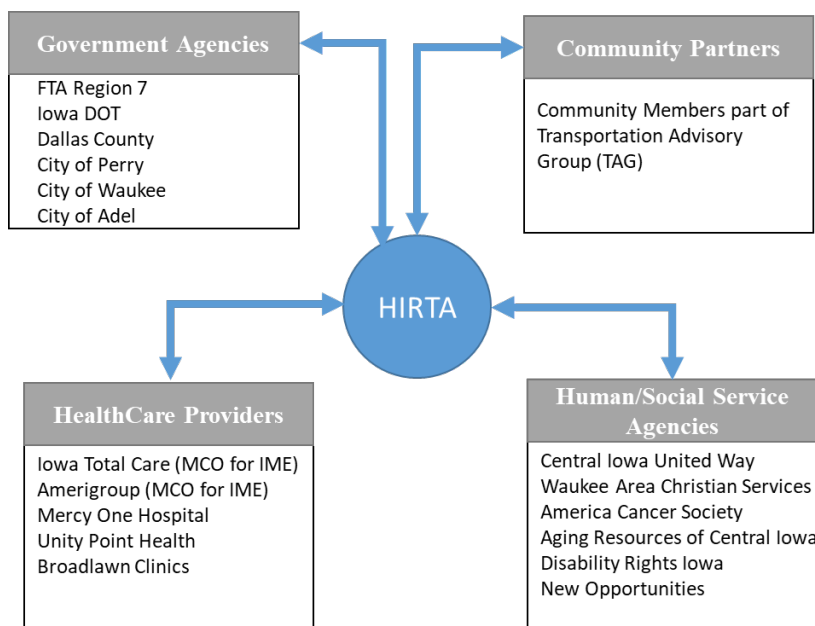 Government Agencies
FTA Region 7
Iowa DOT
Dallas County
City of Perry
City of Waukee
City of Adel
Community Partners
Community Members part of
Transportation Advisory
Group (TAG)
HIRTA
HealthCare Providers
Iowa Total Care (MCO for IME)
Amerigroup (MCO for IME)
Mercy One Hospital
Unity Point Health
Broadlawn Clinics
Human/Social Service
Agencies
Central Iowa United Way
Waukee Area Christian Services
America Cancer Society
Aging Resources of Central Iowa
Disability Rights Iowa
New Opportunities